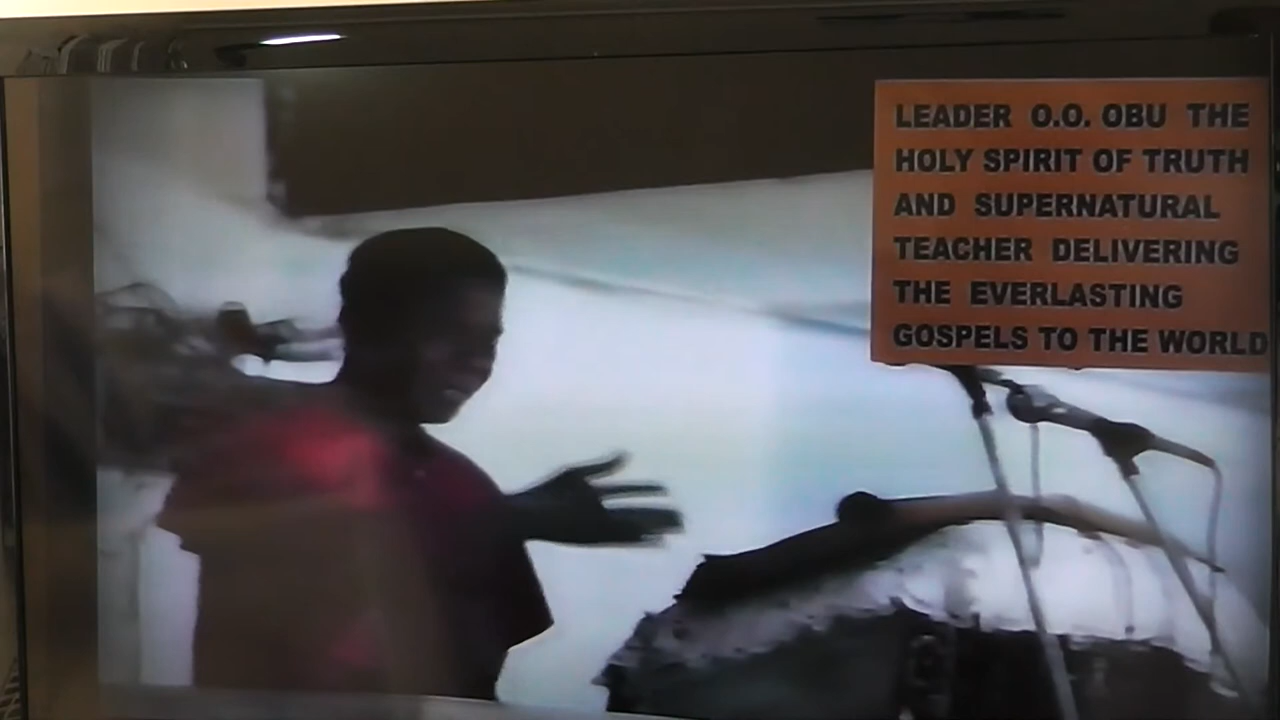 LEADER O.O. OBU THE
HOLY SPIRIT OF TRUTH
AND SUPERNATURAL
TEACHER DELIVERING
THE EVERLASTING
GOSPELS TO THE WORLD